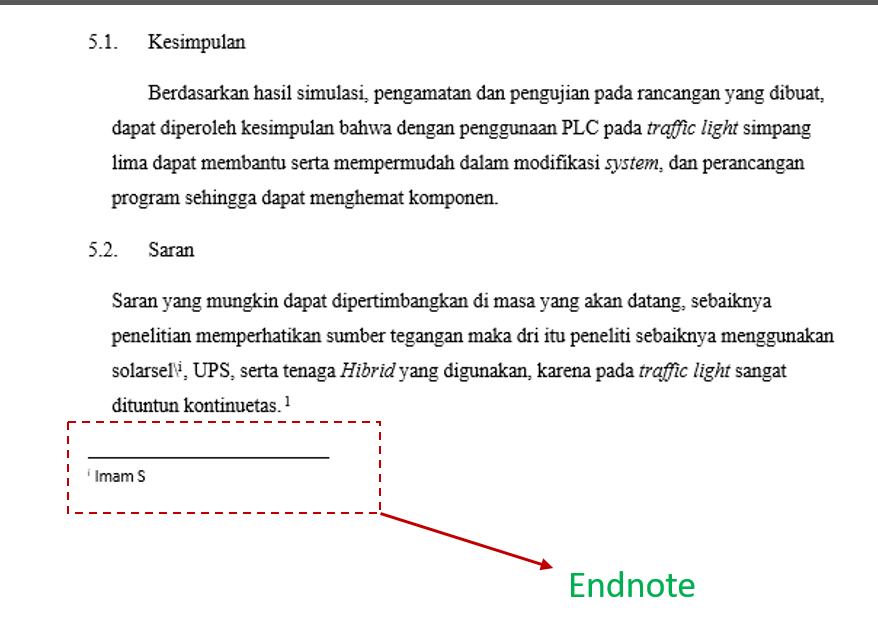 5.1. Kesimpulan
Berdasarkan hasil simulasi, pengamatan dan pengujian pada rancangan yang dibuat,
dapat diperoleh kesimpulan bahwa dengan penggunaan PLC pada traffic light simpang
lima dapat membantu serta mempermudah dalam modifikasi system, dan perancangan
program sehingga dapat menghemat komponen.
5.2. Saran
Saran yang mungkin dapat dipertimbangkan di masa yang akan datang, sebaiknya
penelitian memperhatikan sumber tegangan maka dri itu peneliti sebaiknya menggunakan
solarsel\i, UPS, serta tenaga Hibrid yang digunakan, karena pada traffic light sangat
dituntun kontinuetas.1
i Imam S
Endnote